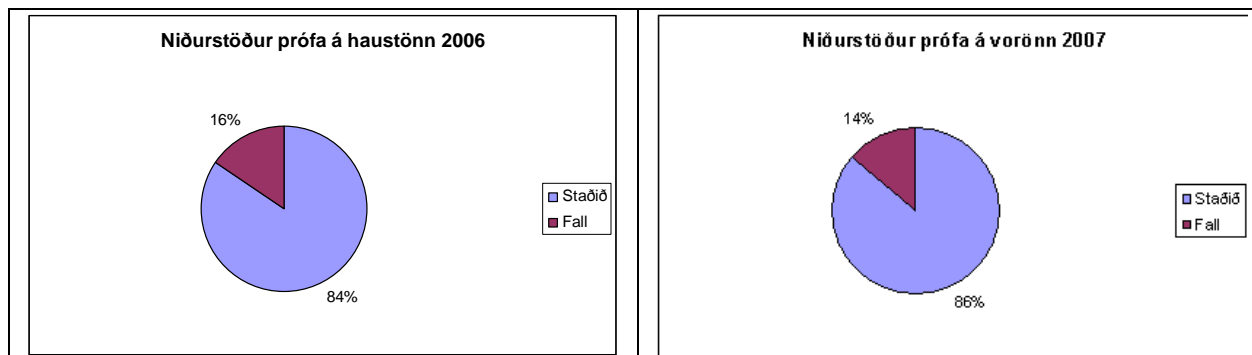 Niðurstöður prófa á haustönn 2006
16%
84%
Staðið
Fall
Niðurstöður prófa á vorönn 2007
14%
86%
Staðið
Fall